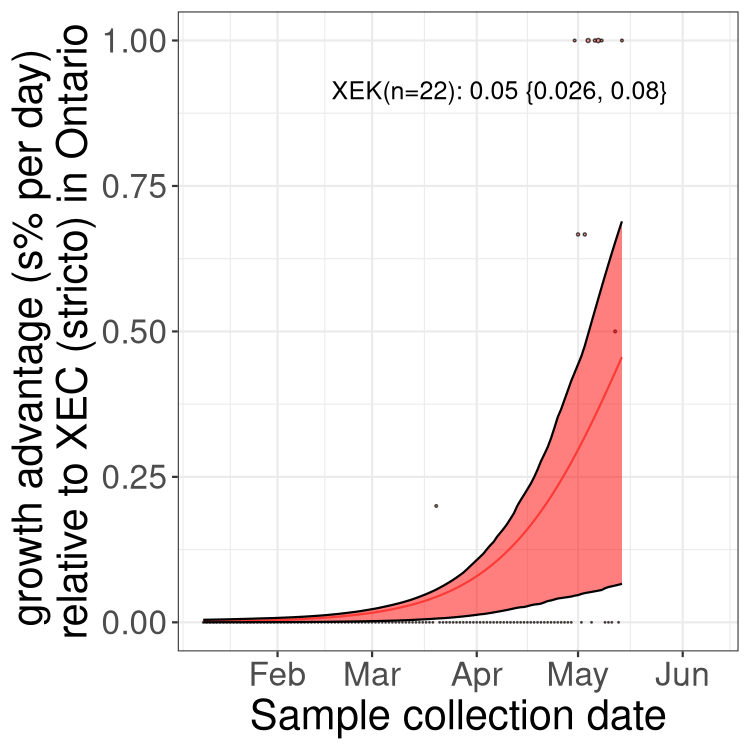 growth advantage (s% per day)
relative to XEC (stricto) in Ontario
1.00
0.75
0.50
0.25
0.00
XEK(n=22): 0.05 {0.026, 0.08}
Feb Mar Apr May Jun
Sample collection date